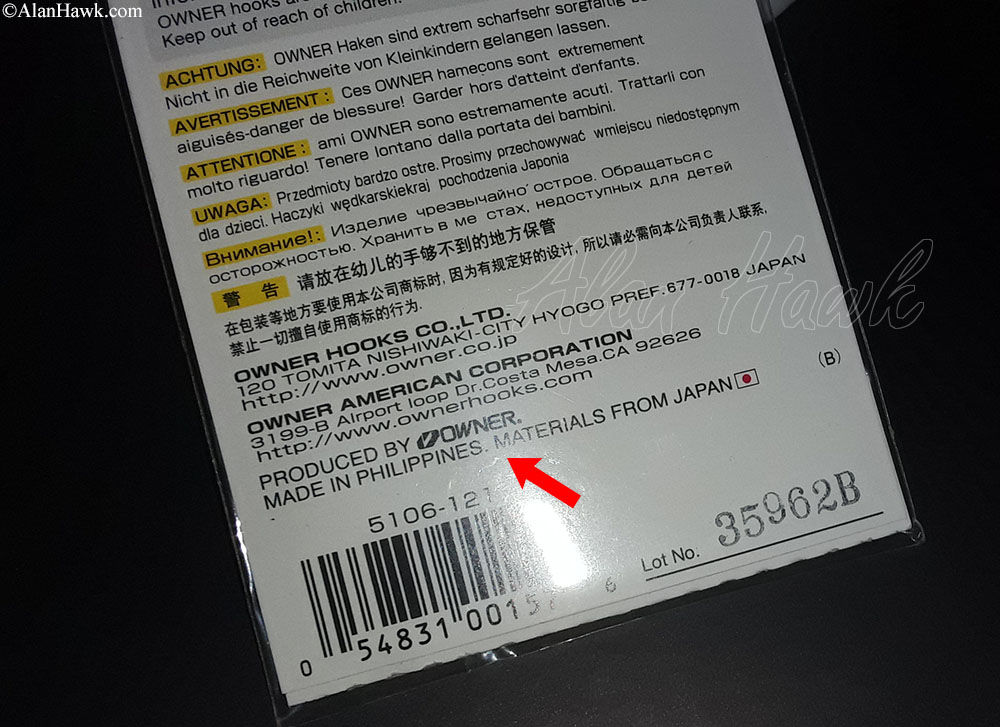 ©AlanHawk.com
OWNER hooks are
Keep out of reach of children.
ACHTUNG: OWNER Haken sind extrem scharfsehr sorgfältig be
Nicht in die Reichweite von Kleinkindern gelangen lassen.
AVERTISSEMENT : Ces OWNER hamecons sont extremement
aiguisés-danger de blessure! Garder hors d'atteint d'enfants.
ATTENTIONE : ami OWNER sono estremamente acuti. Trattarli con
molto riguardo! Tenere lontano dalla portata dei bambini.
UWAGA: Przedmioty bardzo ostre. Prosimy przechowywać wmiejscu niedostępnym
dla dzieci. Haczyki wędkarskiekraj pochodzenia Japonia
Внимание!: Изделие чрезвычайно острое. Обращаться с
осторожностью. Хранить в ме стах, недоступных для детей
警告 请放在幼儿的手够不到的地方保管
在包装等地方要使用本公司商标时, 因为有规定好的设计, 所以请必需向本公司负责人联系,
禁止一切擅自使用商标的行为.
Alan Hawk
OWNER HOOKS CO.,LTD.
120 TOMITA NISHIWAKI-CITY HYOGO PREF.677-0018 JAPAN
http://www.owner.co.jp
OWNER AMERICAN CORPORATION
3199-B Airport loop Dr.Costa Mesa.CA 92626
http://www.ownerhooks.com
(B)
PRODUCED BY OWNER.
MADE IN PHILIPPINES. MATERIALS FROM JAPAN
5106-121
0 54831 00157 6
Lot No. 35962B